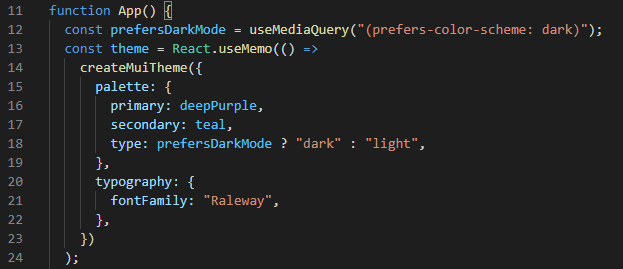 11 function App() {
12   const prefersDarkMode = useMediaQuery("(prefers-color-scheme: dark)");
13   const theme = React.useMemo(() =>
14     createMuiTheme({
15       palette: {
16         primary: deepPurple,
17         secondary: teal,
18         type: prefersDarkMode ? "dark" : "light",
19       },
20       typography: {
21         fontFamily: "Raleway",
22       },
23     })
24   );